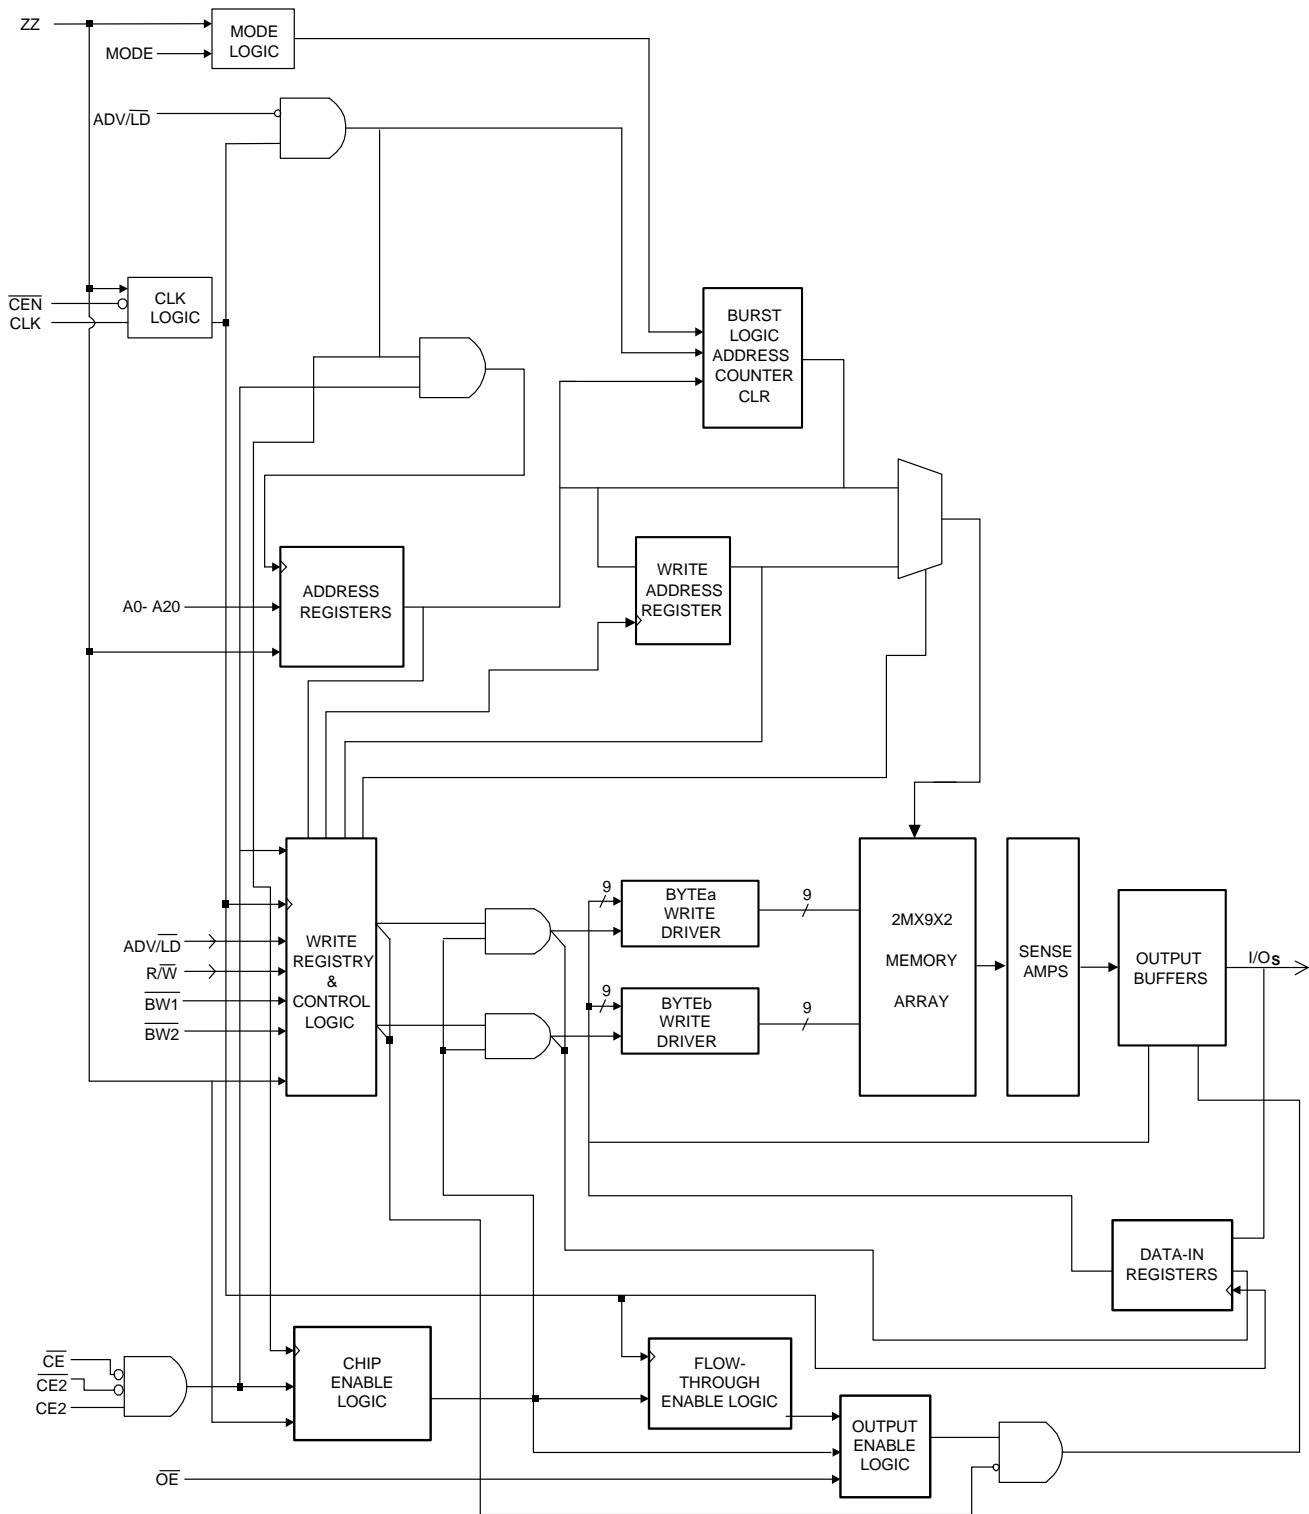 ZZ
MODE
LOGIC
MODE
ADV/LD
CEN
CLK
CLK
LOGIC
BURST
LOGIC
ADDRESS
COUNTER
CLR
ADDRESS
REGISTERS
A0- A20
WRITE
ADDRESS
REGISTER
ADV/LD
R/W
BW1
BW2
WRITE
REGISTRY
&
CONTROL
LOGIC
9
BYTEa
WRITE
DRIVER
9
9
BYTEb
WRITE
DRIVER
9
2MX9X2
MEMORY
ARRAY
SENSE
AMPS
OUTPUT
BUFFERS
I/Os
DATA-IN
REGISTERS
CE
CE2
CE2
CHIP
ENABLE
LOGIC
FLOW-
THROUGH
ENABLE LOGIC
OUTPUT
ENABLE
LOGIC
OE